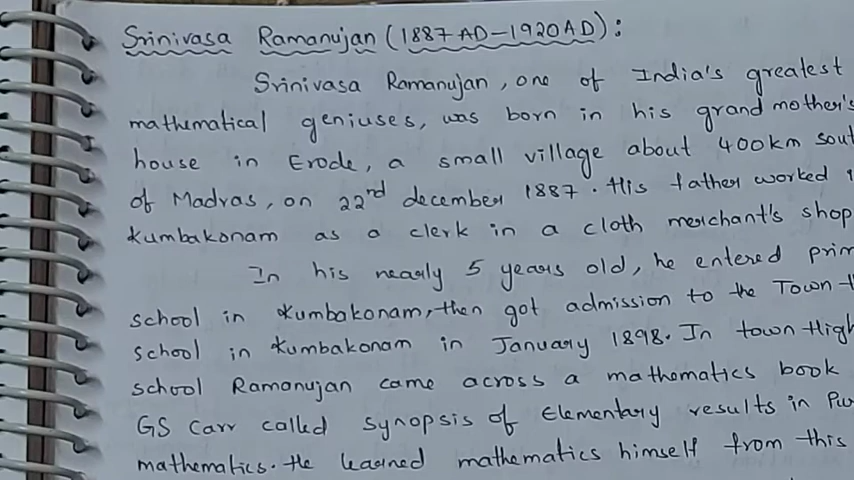 Srinivasa Ramanujan (1887 AD-1920 AD):
Srinivasa Ramanujan, one of India's greatest
mathematical geniuses, was born in his grand mother's
house in Erode, a small village about 400km
of Madras, on 22nd december 1887. His father worked
Kumbakonam as a clerk in a cloth merchant's shop
In his nearly 5 years old, he entered
school in Kumbakonam, then got admission to the Town
school in Kumbakonam in January 1898. In town High
school Ramanujan came across a mathematics book
GS Carr called synopsis of Elementary results in
mathematics. He learned mathematics himself from this